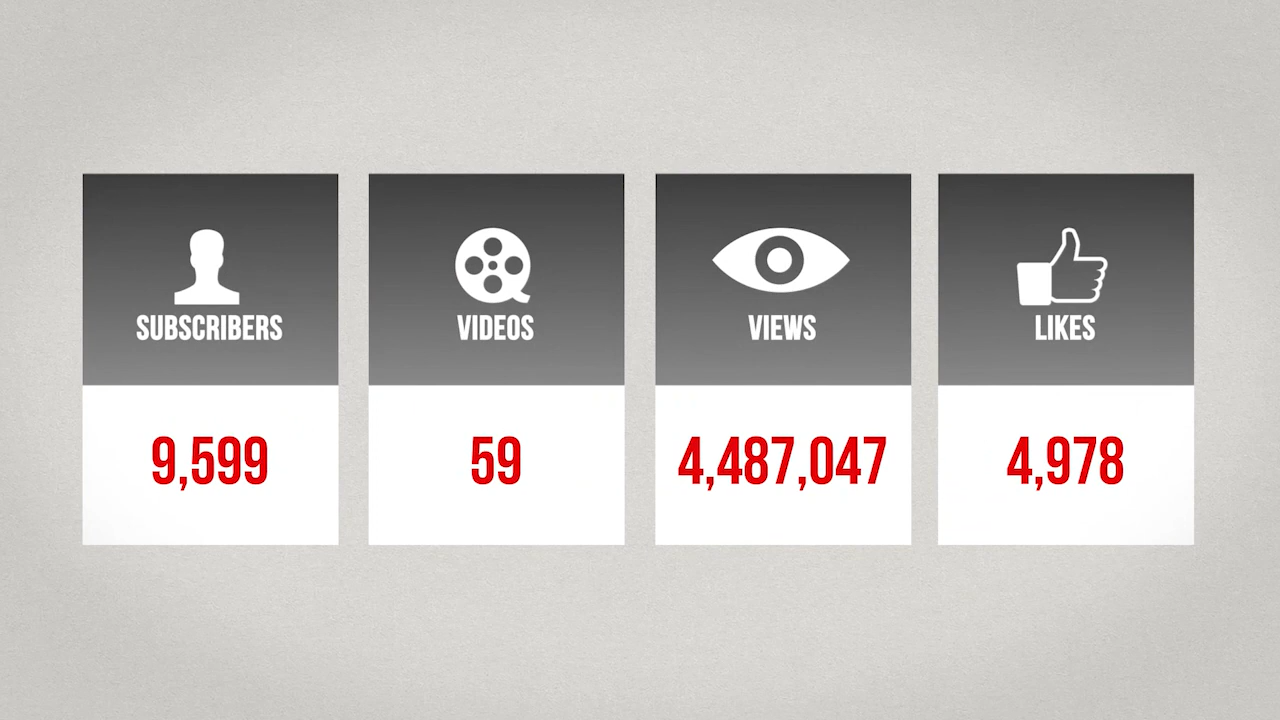 SUBSCRIBERS
VIDEOS
VIEWS
LIKES
9,599
59
4,487,047
4,978